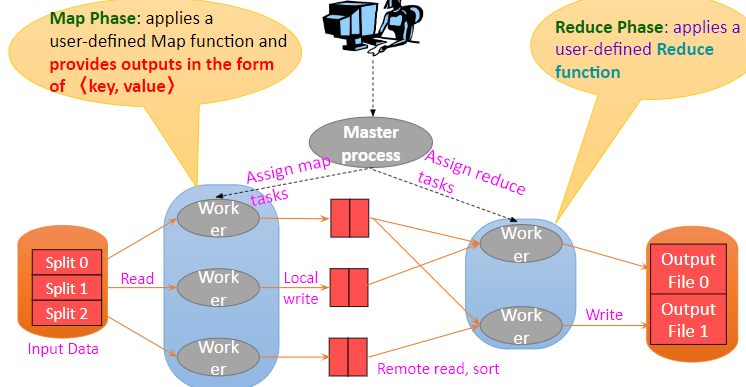 Map Phase: applies a
user-defined Map function and
provides outputs in the form
of 〈key, value〉
Reduce Phase: applies a
user-defined Reduce
function
Master
process
Assign map
tasks
Assign reduce
tasks
Work
er
Work
er
Work
er
Work
er
Work
er
Split 0
Split 1
Split 2
Input Data
Read
Local
write
Remote read, sort
Write
Output
File 0
Output
File 1